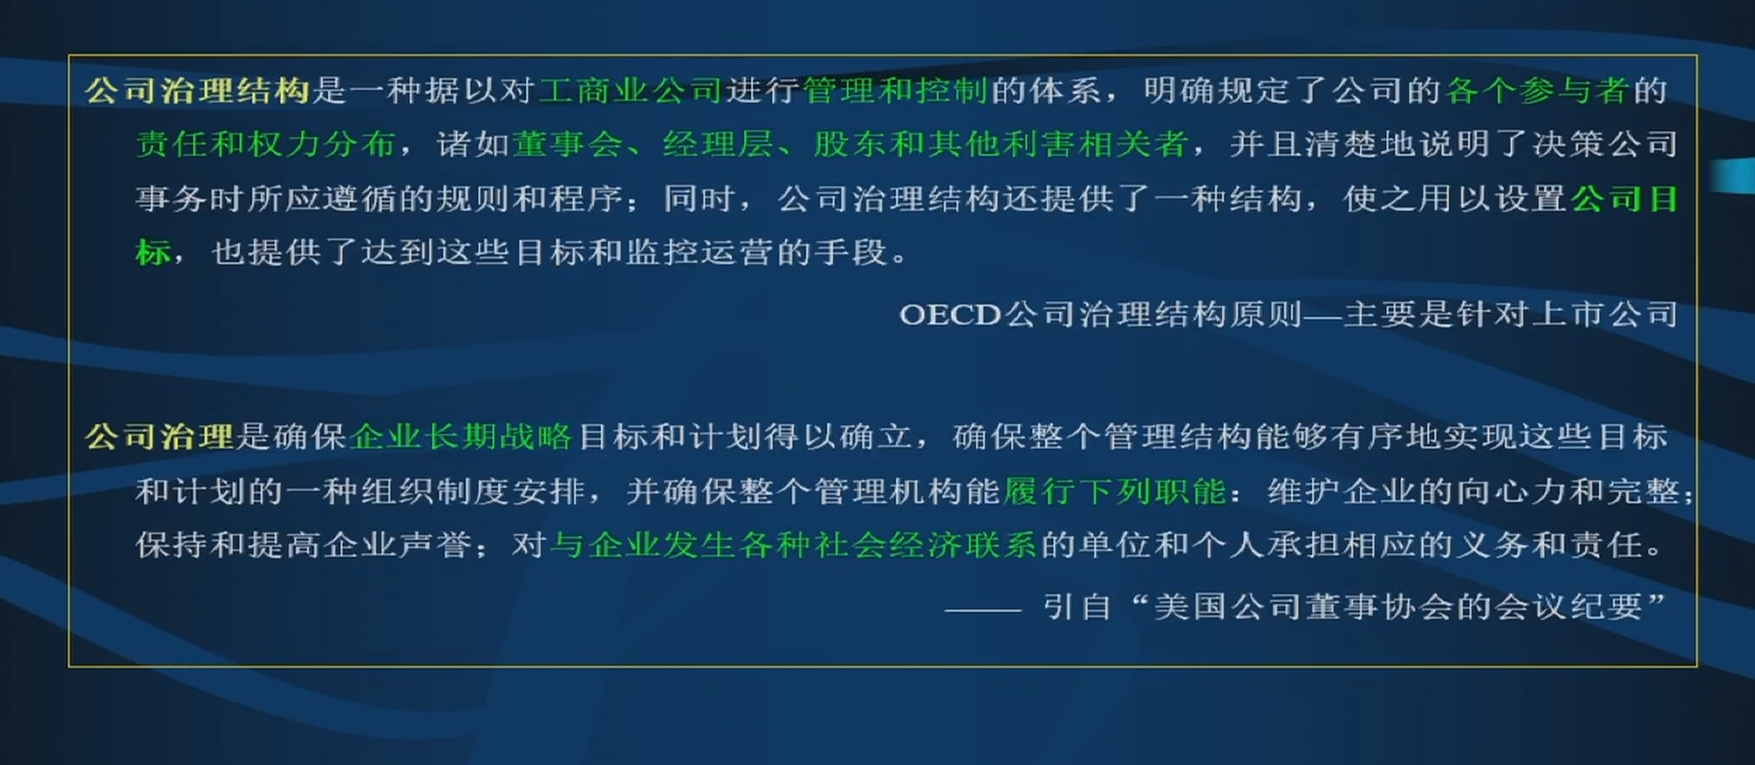 公司治理结构是一种据以对工商业公司进行管理和控制的体系，明确规定了公司的各个参与者的
责任和权力分布，诸如董事会、经理层、股东和其他利害相关者，并且清楚地说明了决策公司
事务时所应遵循的规则和程序；同时，公司治理结构还提供了一种结构，使之用以设置公司目
标，也提供了达到这些目标和监控运营的手段。
OECD公司治理结构原则—主要是针对上市公司
公司治理是确保企业长期战略目标和计划得以确立，确保整个管理结构能够有序地实现这些目标
和计划的一种组织制度安排，并确保整个管理机构能履行下列职能：维护企业的向心力和完整；
保持和提高企业声誉；对与企业发生各种社会经济联系的单位和个人承担相应的义务和责任。
—— 引自“美国公司董事协会的会议纪要”